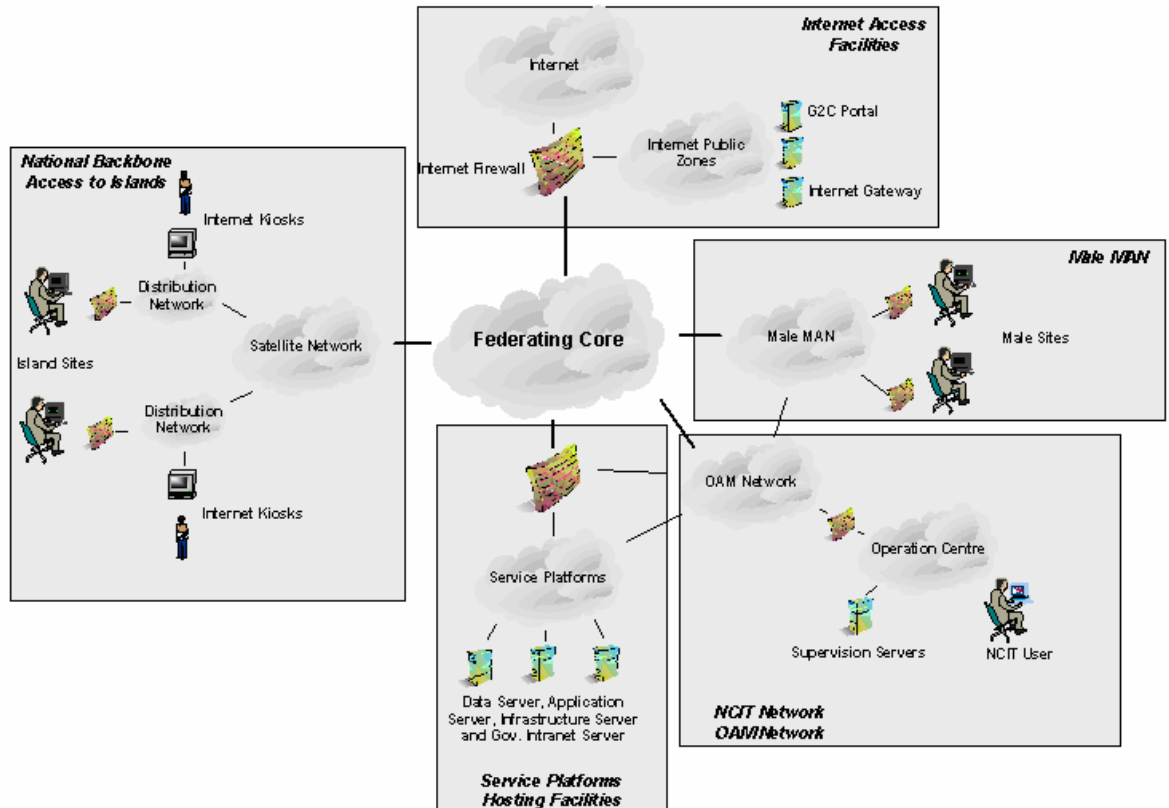 Internet Access
Facilities
Internet
G2C Portal
Internet Firewall
Internet Public
Zones
Internet Gateway
National Backbone
Access to Islands
Internet Kiosks
Distribution
Network
Island Sites
Satellite Network
Distribution
Network
Internet Kiosks
Federating Core
Male MAN
Male MAN
Male Sites
OAM Network
Operation Centre
Supervision Servers
NCIT User
NCIT Network
OAM Network
Service Platforms
Data Server, Application
Server, Infrastructure Server
and Gov. Intranet Server
Service Platforms
Hosting Facilities